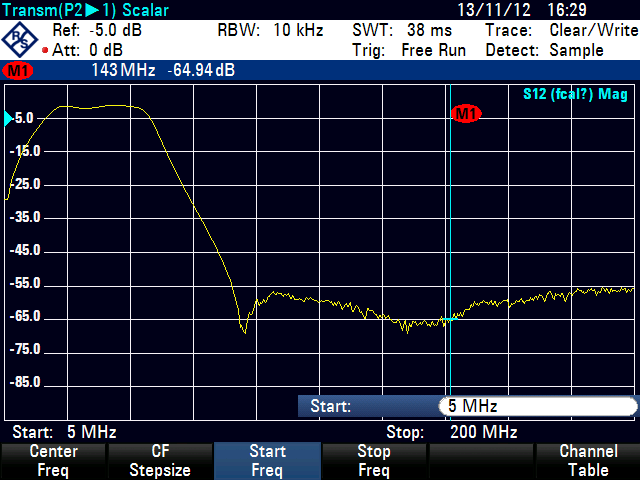 Transm(P2►1) Scalar 13/11/12 16:29
Ref: -5.0 dB RBW: 10 kHz SWT: 38 ms Trace: Clear/Write
Att: 0 dB Trig: Free Run Detect: Sample
R&S
M1 143 MHz -64.94 dB
S12 (fcal?) Mag
M1
-5.0
-15.0
-25.0
-35.0
-45.0
-55.0
-65.0
-75.0
-85.0
Start: 5 MHz
Start: 5 MHz Stop: 200 MHz
Center Freq
CF Stepsize
Start Freq
Stop Freq
Channel Table